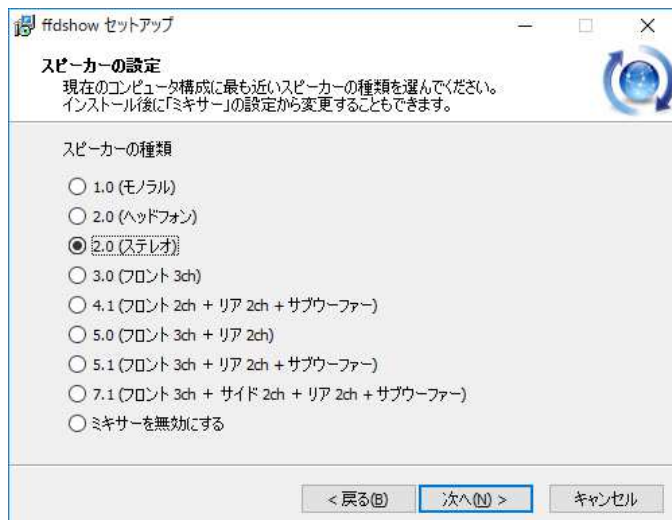 ffdshow セットアップ
スピーカーの設定
現在のコンピュータ構成に最も近いスピーカーの種類を選んでください。
インストール後に「ミキサー」の設定から変更することもできます。
スピーカーの種類
1.0 (モノラル)
2.0 (ヘッドフォン)
2.0 (ステレオ)
3.0 (フロント 3ch)
4.1 (フロント 2ch + リア 2ch + サブウーファー)
5.0 (フロント 3ch + リア 2ch)
5.1 (フロント 3ch + リア 2ch + サブウーファー)
7.1 (フロント 3ch + サイド 2ch + リア 2ch + サブウーファー)
ミキサーを無効にする
< 戻る(B) 次へ(N) > キャンセル